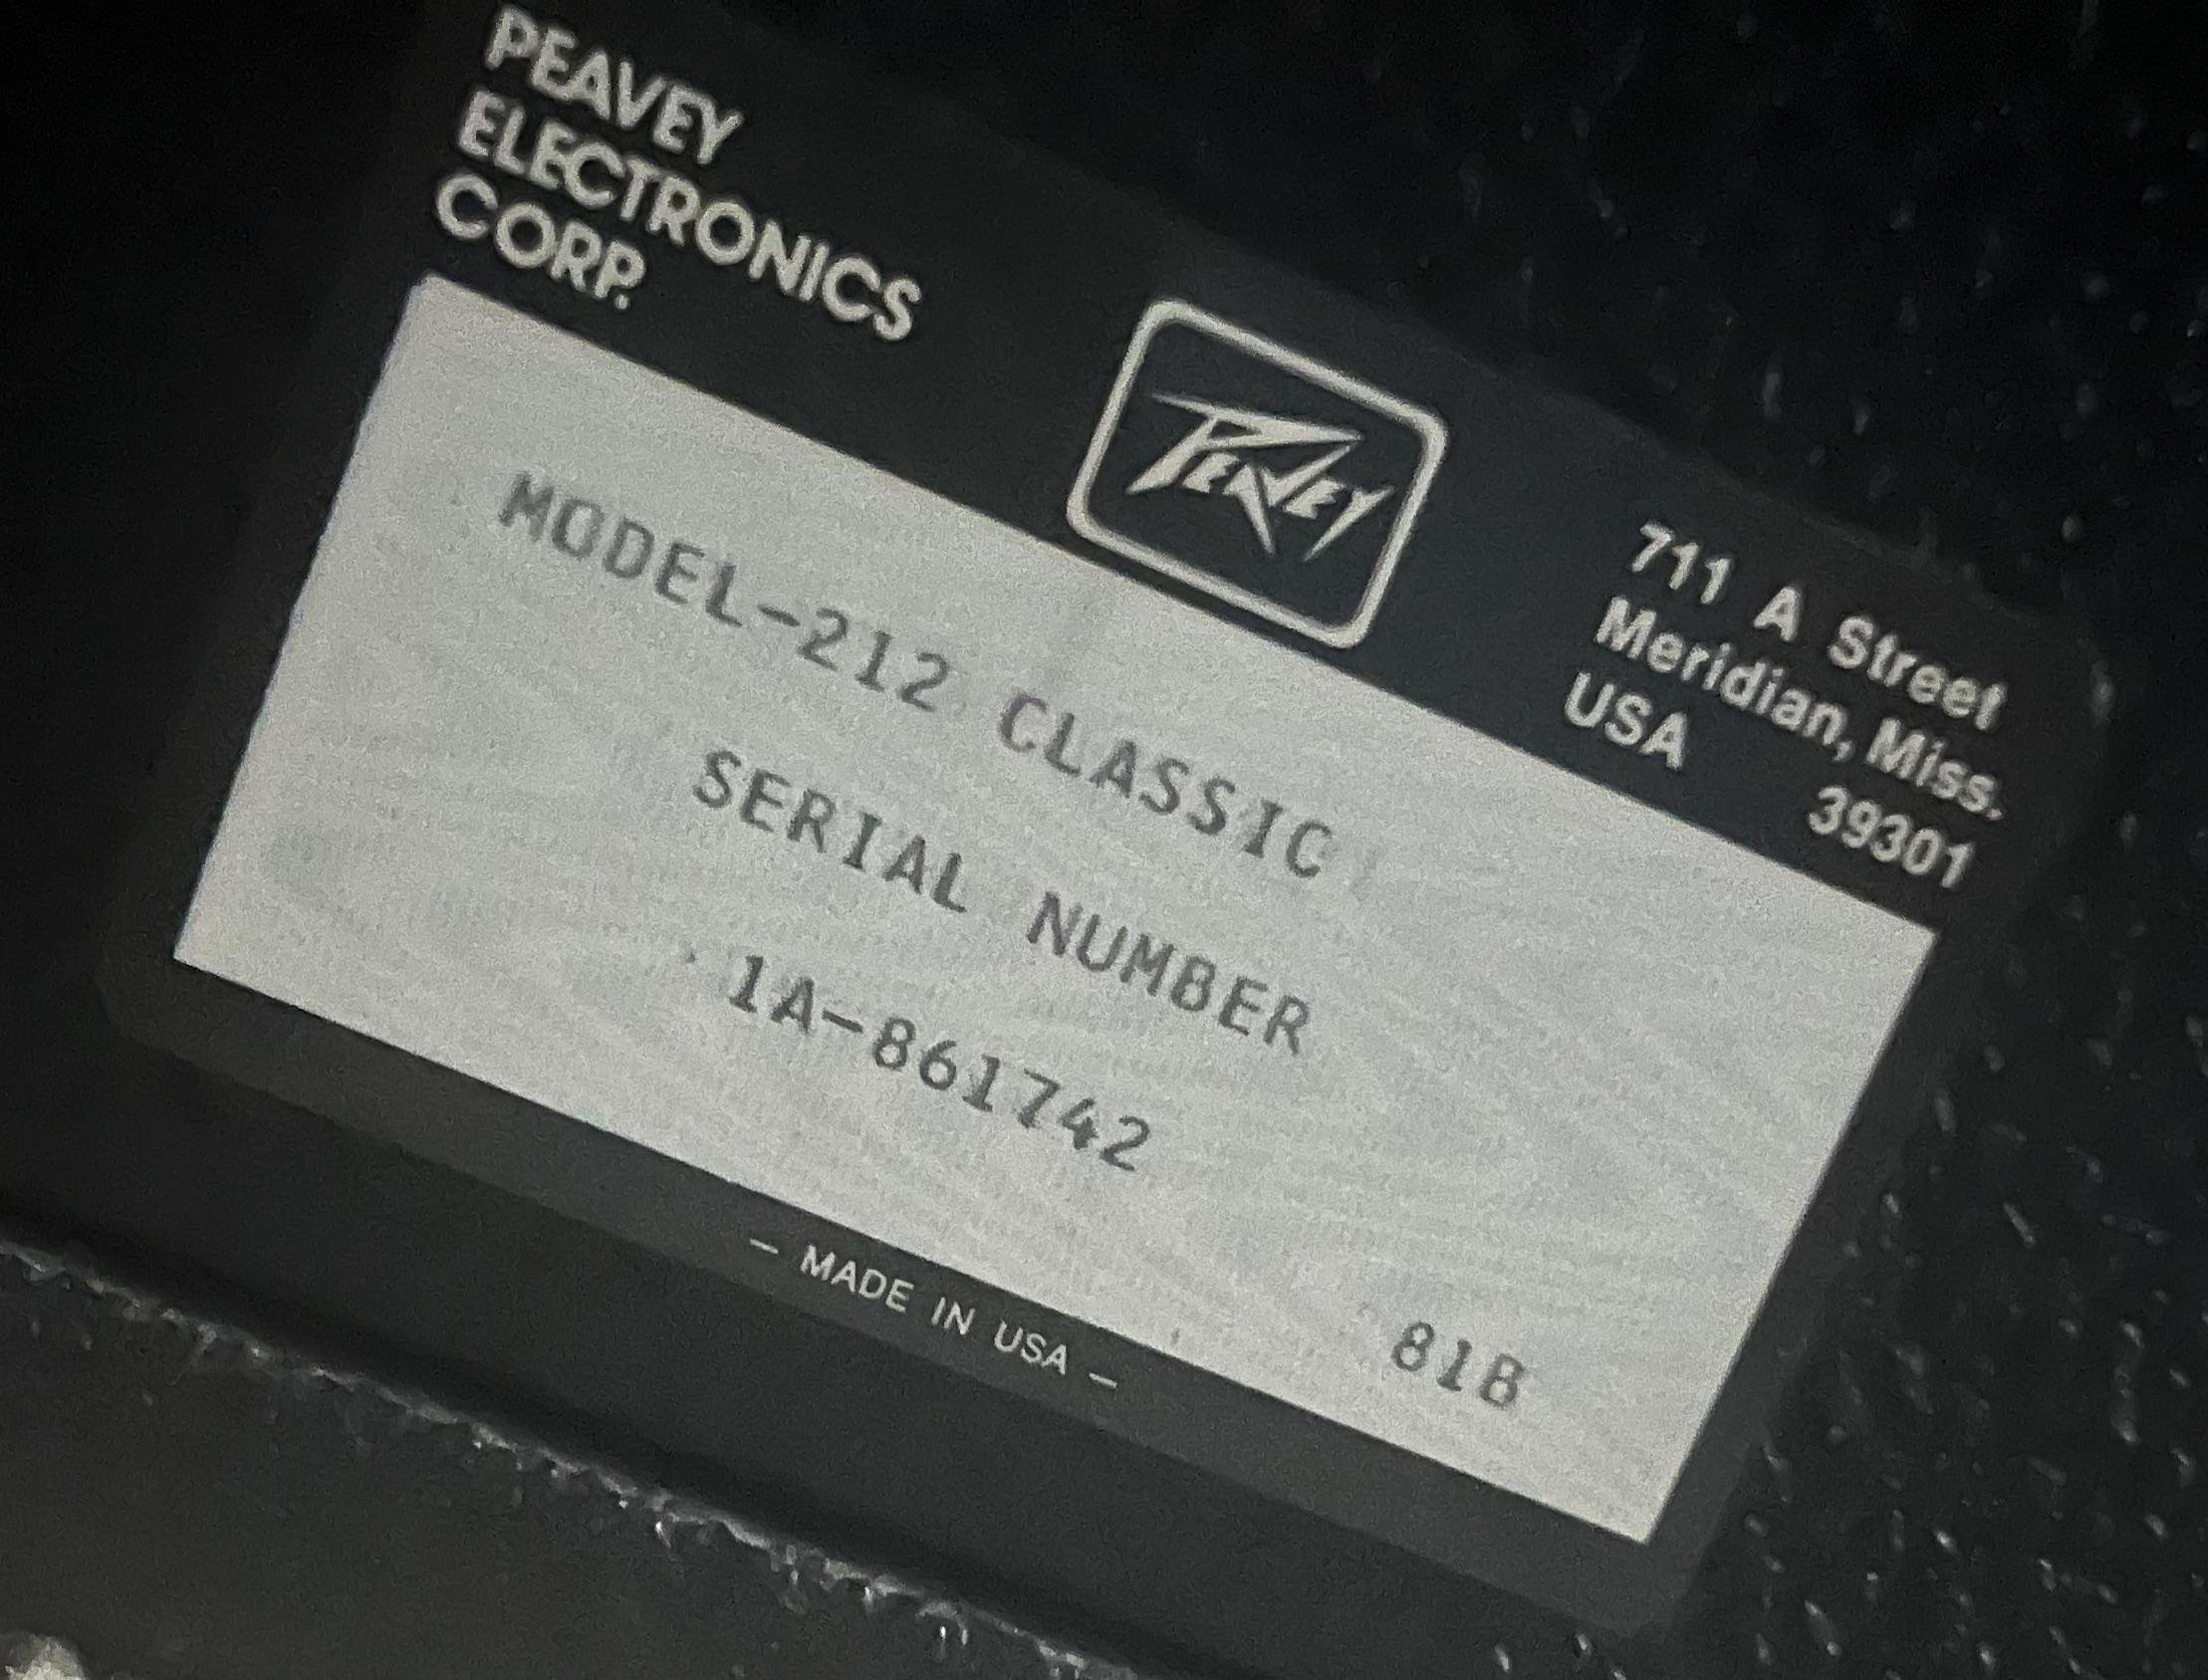 PEAVEY
ELECTRONICS
CORP.
PEAVEY
711 A Street
Meridian, Miss.
USA 39301
MODEL-212 CLASSIC
SERIAL NUMBER
1A-861742
81B
— MADE IN USA —